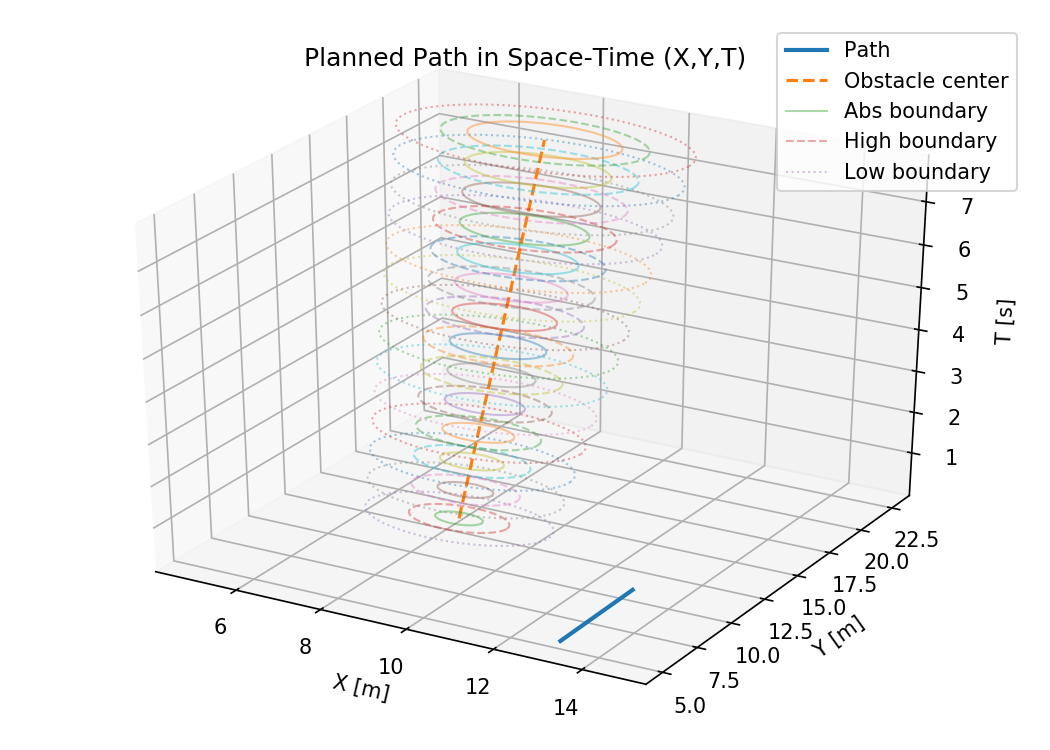 Planned Path in Space-Time (X,Y,T)
Path
Obstacle center
Abs boundary
High boundary
Low boundary
7
6
5
4
3
2
1
T [s]
22.5
20.0
17.5
15.0
12.5
10.0
7.5
5.0
Y [m]
6
8
10
12
14
X [m]